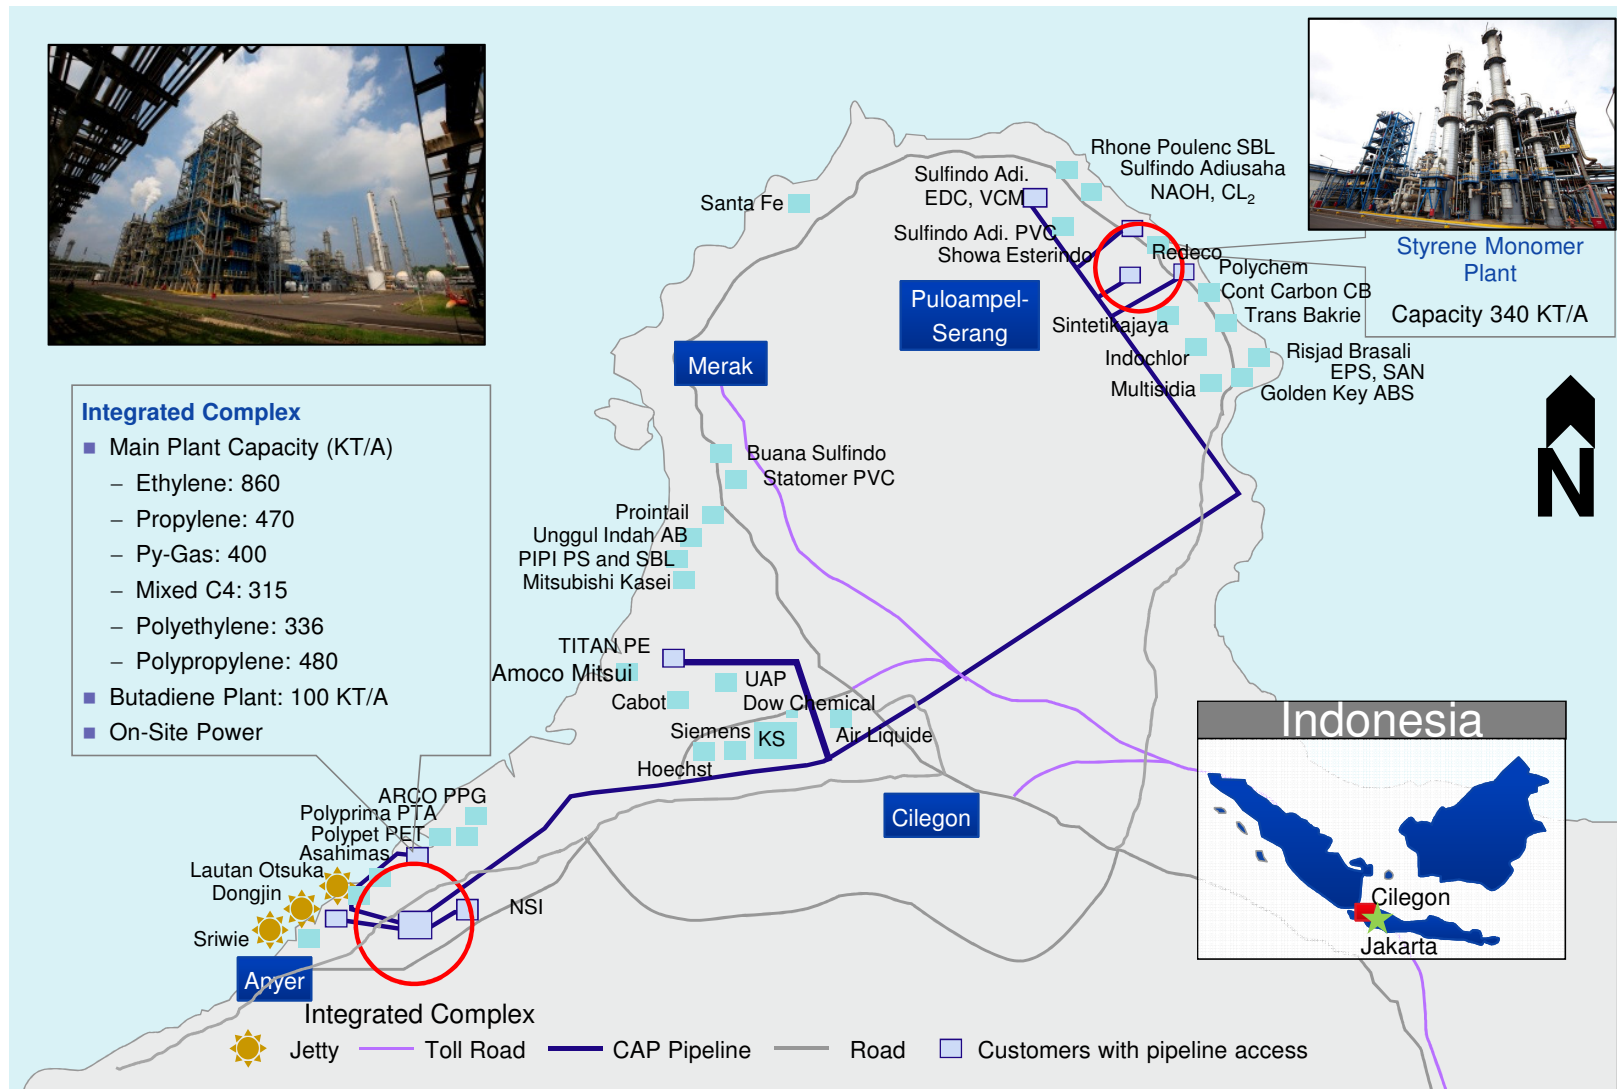 Rhone Poulenc SBL
Sulfindo Adi.
EDC, VCM
Sulfindo Adiusaha
NAOH, CL₂
Santa Fe
Sulfindo Adi. PVC
Showa Esterindo
Redeco
Styrene Monomer
Plant
Capacity 340 KT/A
Polychem
Cont Carbon CB
Trans Bakrie
Puloampel-
Serang
Sintetikajaya
Indochlor
Risjad Brasali
EPS, SAN
Multisidia
Golden Key ABS
Merak
N
Integrated Complex
■ Main Plant Capacity (KT/A)
– Ethylene: 860
– Propylene: 470
– Py-Gas: 400
– Mixed C4: 315
– Polyethylene: 336
– Polypropylene: 480
■ Butadiene Plant: 100 KT/A
■ On-Site Power
Buana Sulfindo
Statomer PVC
Prointail
Unggul Indah AB
PIPI PS and SBL
Mitsubishi Kasei
TITAN PE
Amoco Mitsui
UAP
Cabot
Dow Chemical
Siemens
KS
Air Liquide
Hoechst
Indonesia
Cilegon
Jakarta
ARCO PPG
Polyprima PTA
Polypet PET
Asahimas
Lautan Otsuka
Dongjin
Cilegon
NSI
Sriwie
Anyer
Integrated Complex
Jetty
Toll Road
CAP Pipeline
Road
Customers with pipeline access